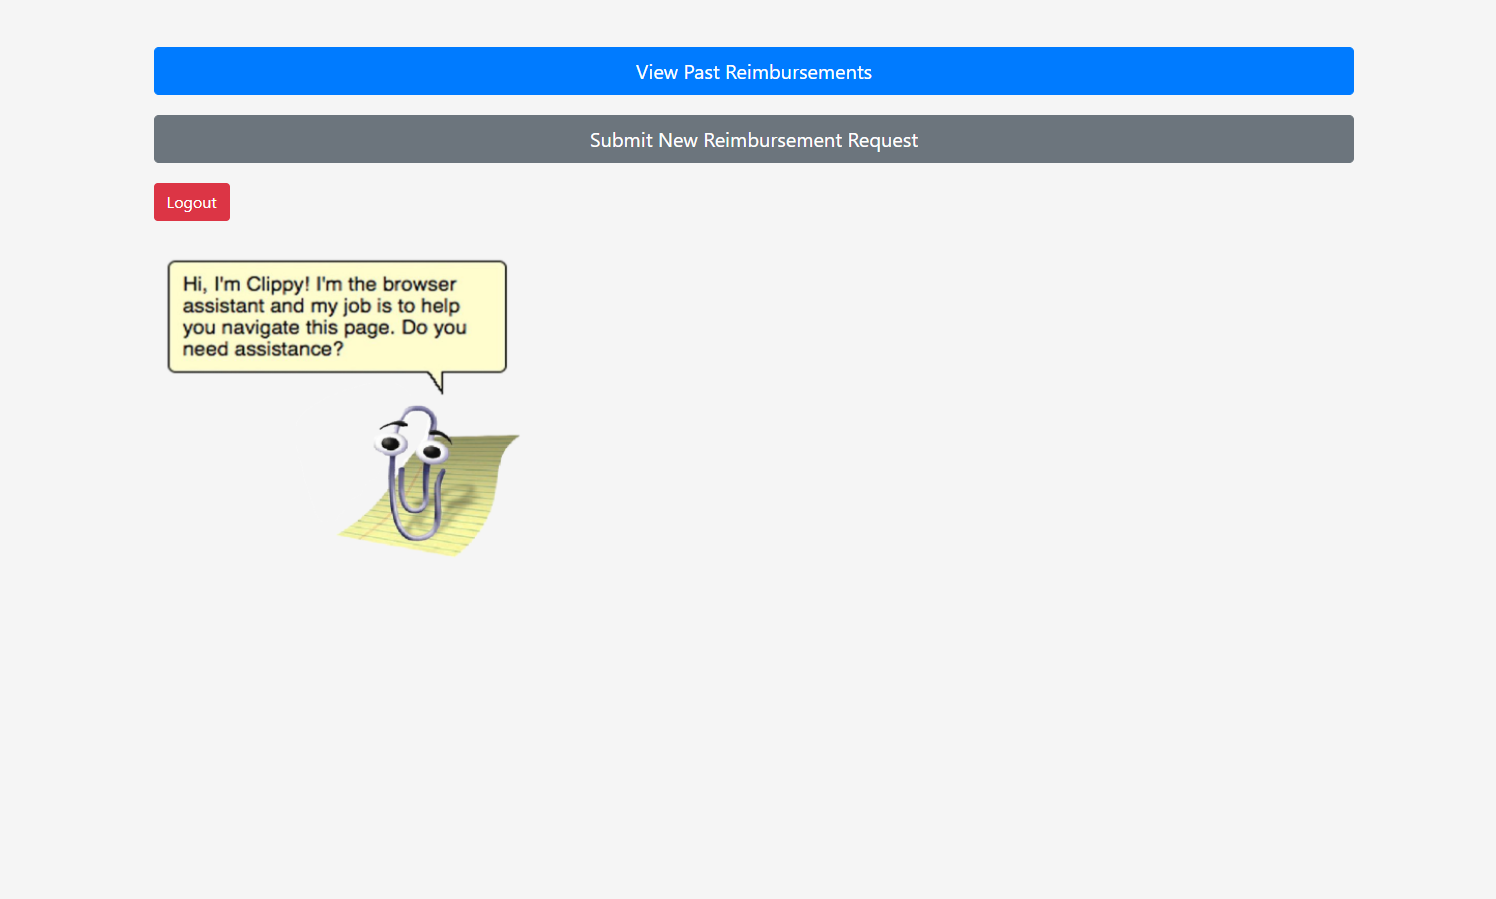 View Past Reimbursements
Submit New Reimbursement Request
Logout
Hi, I'm Clippy! I'm the browser
assistant and my job is to help
you navigate this page. Do you
need assistance?